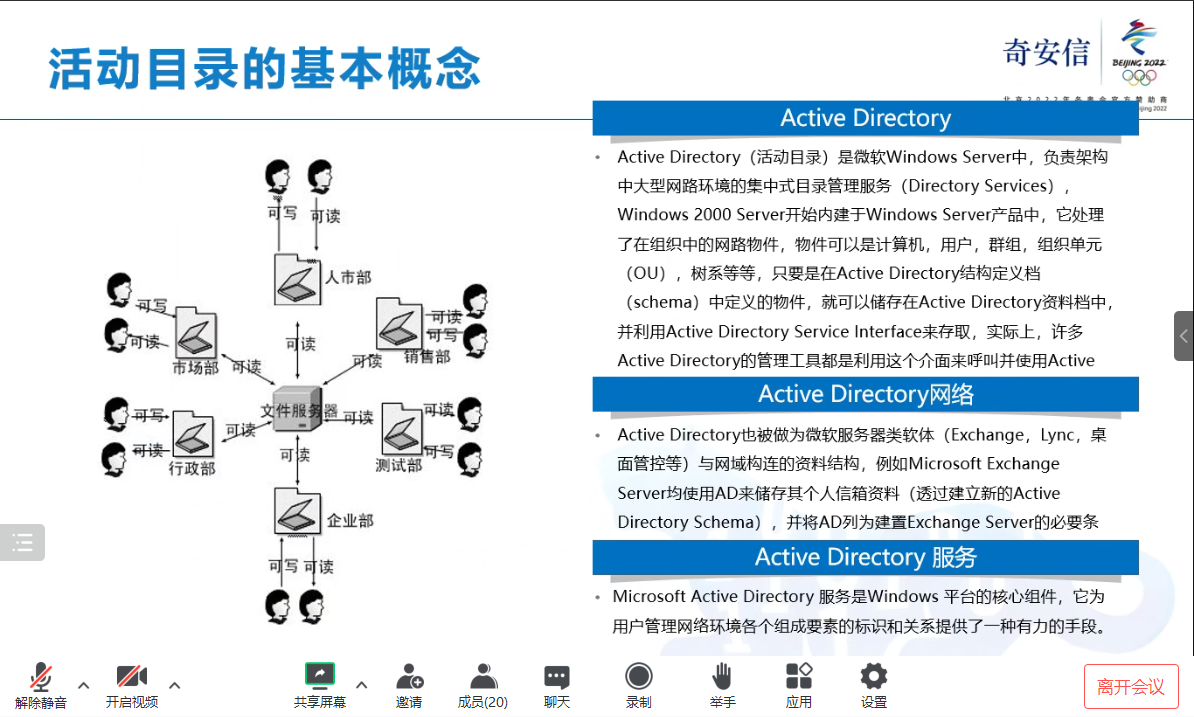 活动目录的基本概念
奇安信
BEIJING 2022
北京2022年冬奥会官方赞助商
ijing 2022
Active Directory
• Active Directory（活动目录）是微软Windows Server中，负责架构
中大型网路环境的集中式目录管理服务（Directory Services），
Windows 2000 Server开始内建于Windows Server产品中，它处理
了在组织中的网路物件，物件可以是计算机，用户，群组，组织单元
（OU），树系等等，只要是在Active Directory结构定义档
（schema）中定义的物件，就可以储存在Active Directory资料档中，
并利用Active Directory Service Interface来存取，实际上，许多
Active Directory的管理工具都是利用这个介面来呼叫并使用Active
Active Directory网络
• Active Directory也被做为微软服务器类软体（Exchange，Lync，桌
面管控等）与网域构连的资料结构，例如Microsoft Exchange
Server均使用AD来储存其个人信箱资料（透过建立新的Active
Directory Schema），并将AD列为建置Exchange Server的必要条
Active Directory 服务
• Microsoft Active Directory 服务是Windows 平台的核心组件，它为
用户管理网络环境各个组成要素的标识和关系提供了一种有力的手段。
可写 可读
人市部
可写
可读
市场部
可读
可读
可读
可写
销售部
可读
文件服务器
可写
可读
行政部
可读
可读
可读
可写
测试部
可读
企业部
可写 可读
解除静音
开启视频
共享屏幕
邀请
成员(20)
聊天
录制
举手
应用
设置
离开会议